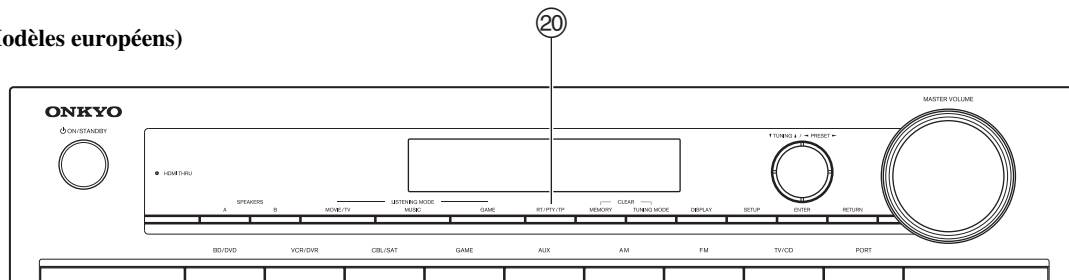 ⑳
odèles européens)
ONKYO
MASTER VOLUME
ON/STANDBY
TUNING / PRESET
HDMI THRU
SPEAKERS LISTENING MODE CLEAR
A B MOVIE/TV MUSIC GAME RT/PTY/TP MEMORY TUNING MODE DISPLAY SETUP ENTER RETURN
BD/DVD VCR/DVR CBL/SAT GAME AUX AM FM TV/CD PORT